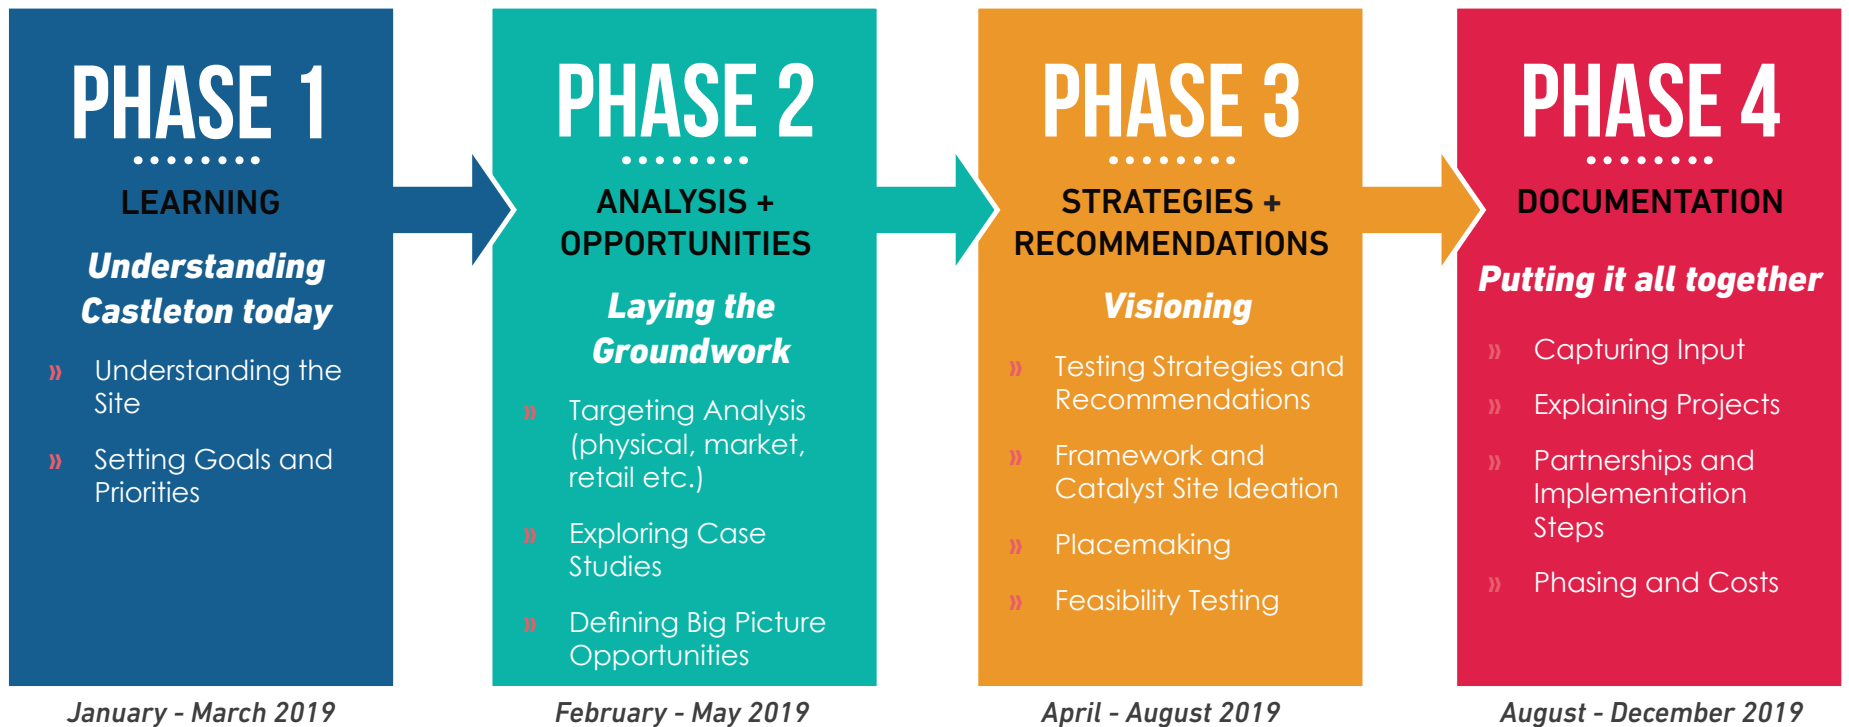 PHASE 1
LEARNING
Understanding
Castleton today
» Understanding the
Site
» Setting Goals and
Priorities
January - March 2019
PHASE 2
ANALYSIS +
OPPORTUNITIES
Laying the
Groundwork
» Targeting Analysis
(physical, market,
retail etc.)
» Exploring Case
Studies
» Defining Big Picture
Opportunities
February - May 2019
PHASE 3
STRATEGIES +
RECOMMENDATIONS
Visioning
» Testing Strategies and
Recommendations
» Framework and
Catalyst Site Ideation
» Placemaking
» Feasibility Testing
April - August 2019
PHASE 4
DOCUMENTATION
Putting it all together
» Capturing Input
» Explaining Projects
» Partnerships and
Implementation
Steps
» Phasing and Costs
August - December 2019